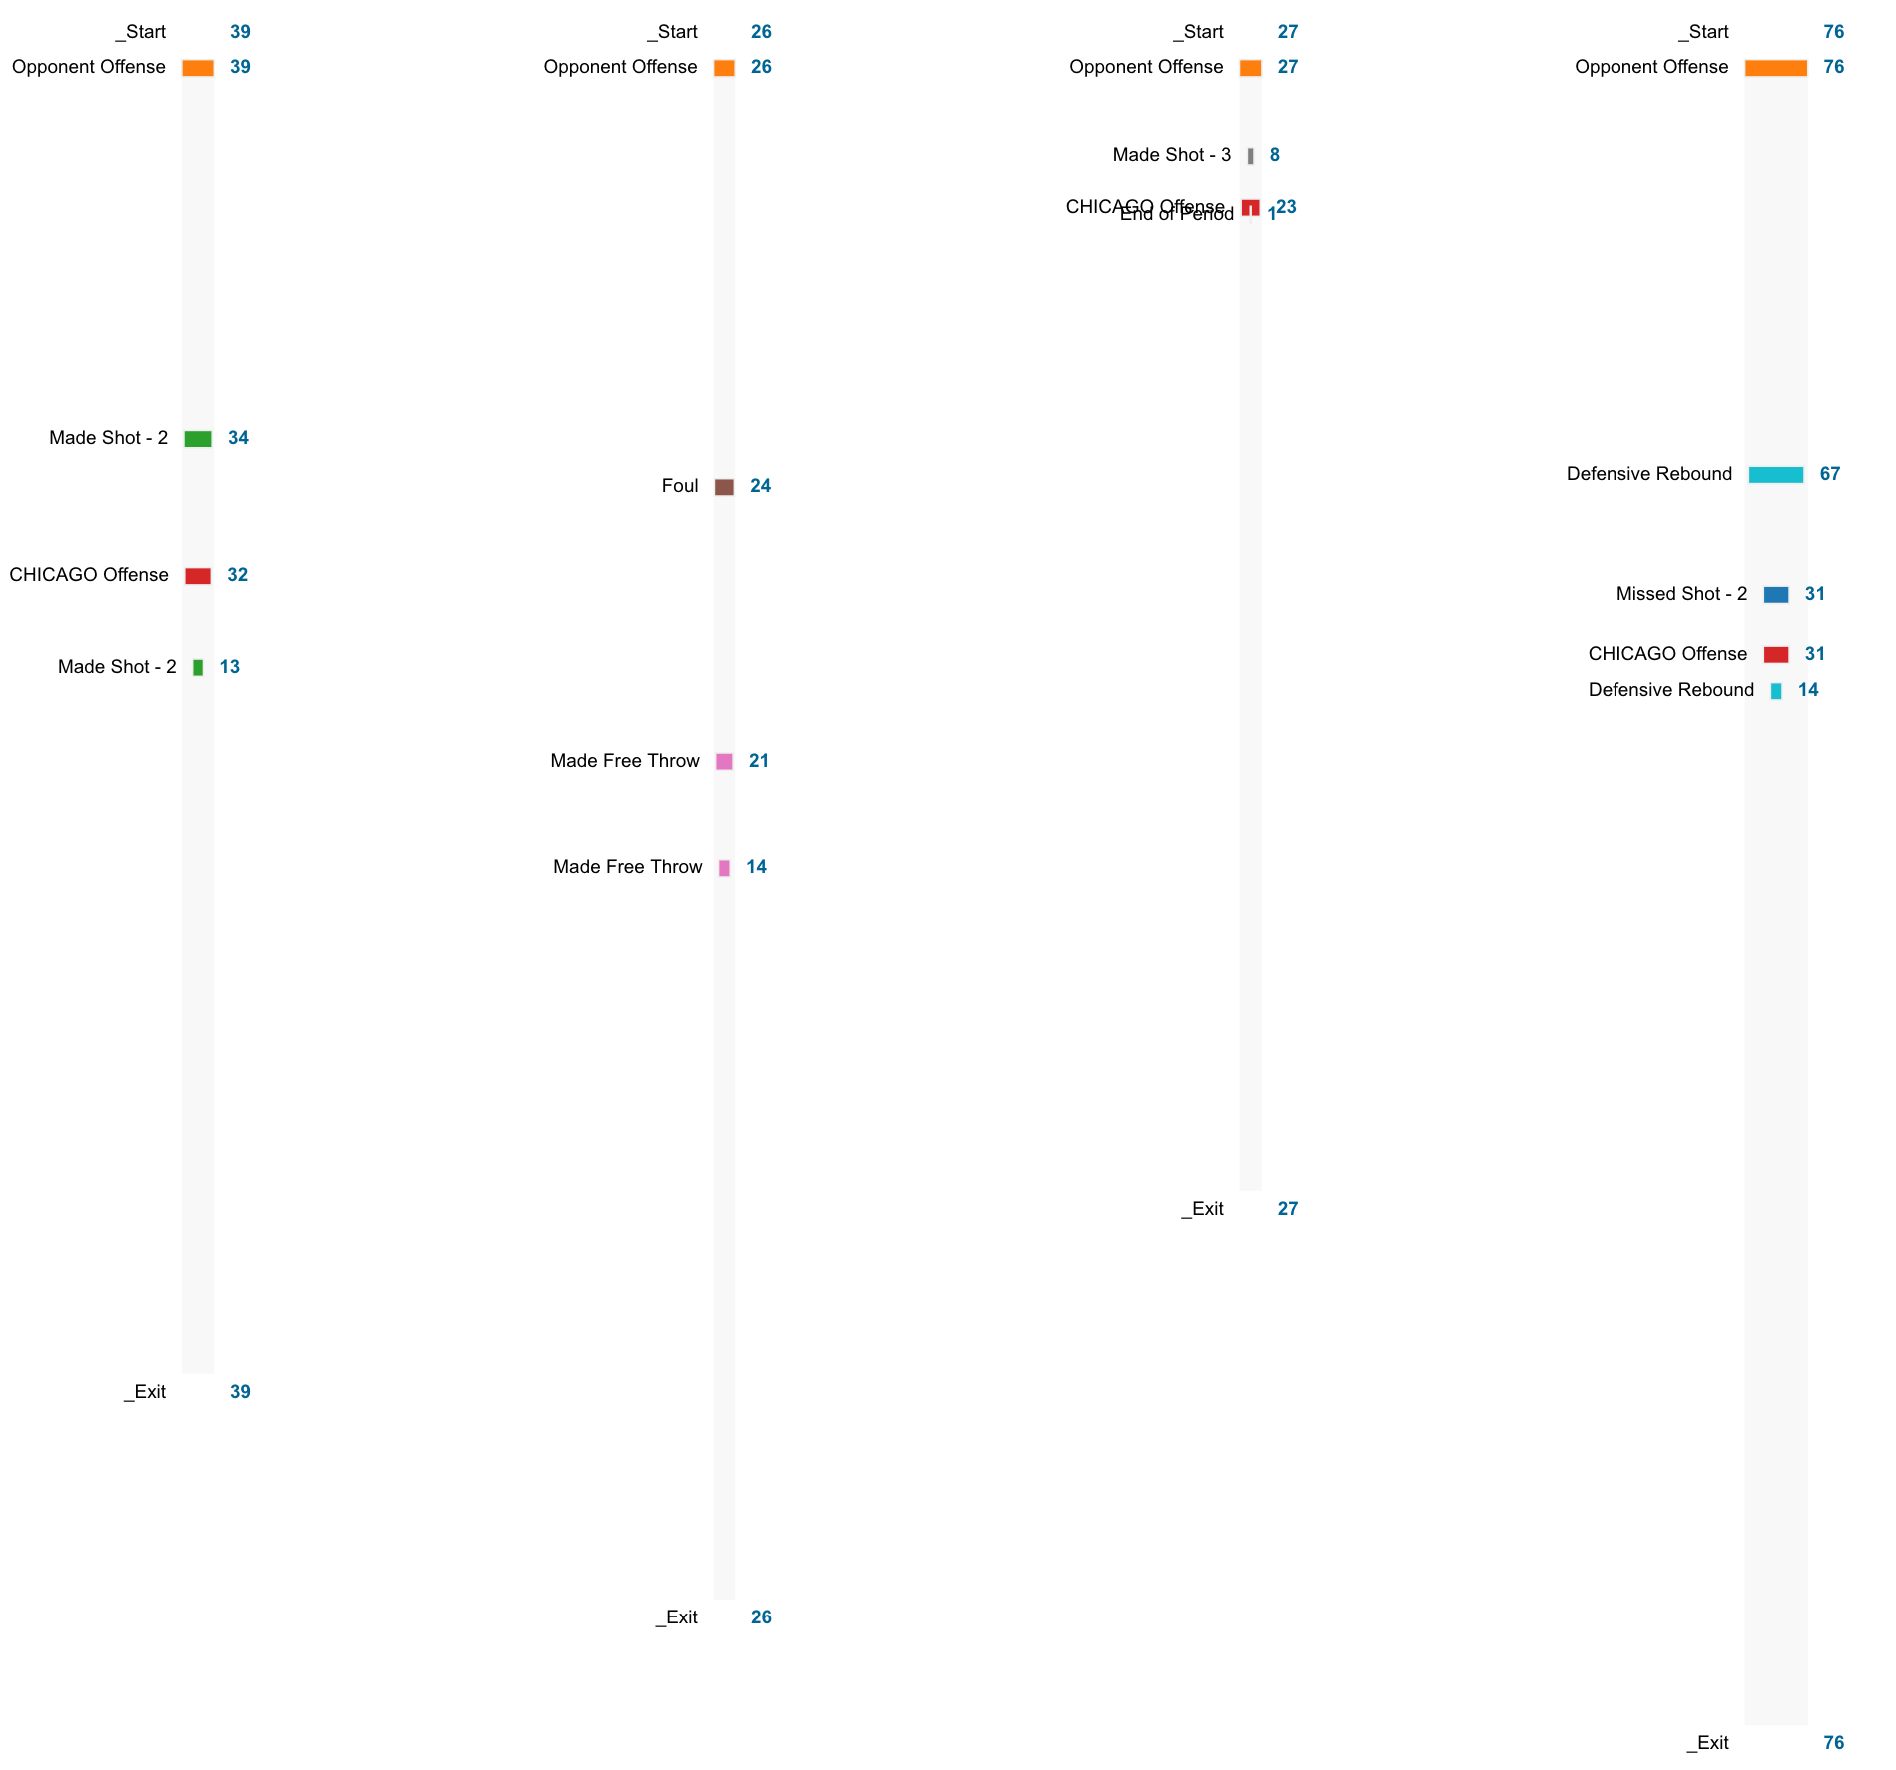 _Start 39
Opponent Offense 39
Made Shot - 2 34
CHICAGO Offense 32
Made Shot - 2 13
_Exit 39
_Start 26
Opponent Offense 26
Foul 24
Made Free Throw 21
Made Free Throw 14
_Exit 26
_Start 27
Opponent Offense 27
Made Shot - 3 8
CHICAGO Offense 23
End of Period 1
_Exit 27
_Start 76
Opponent Offense 76
Defensive Rebound 67
Missed Shot - 2 31
CHICAGO Offense 31
Defensive Rebound 14
_Exit 76